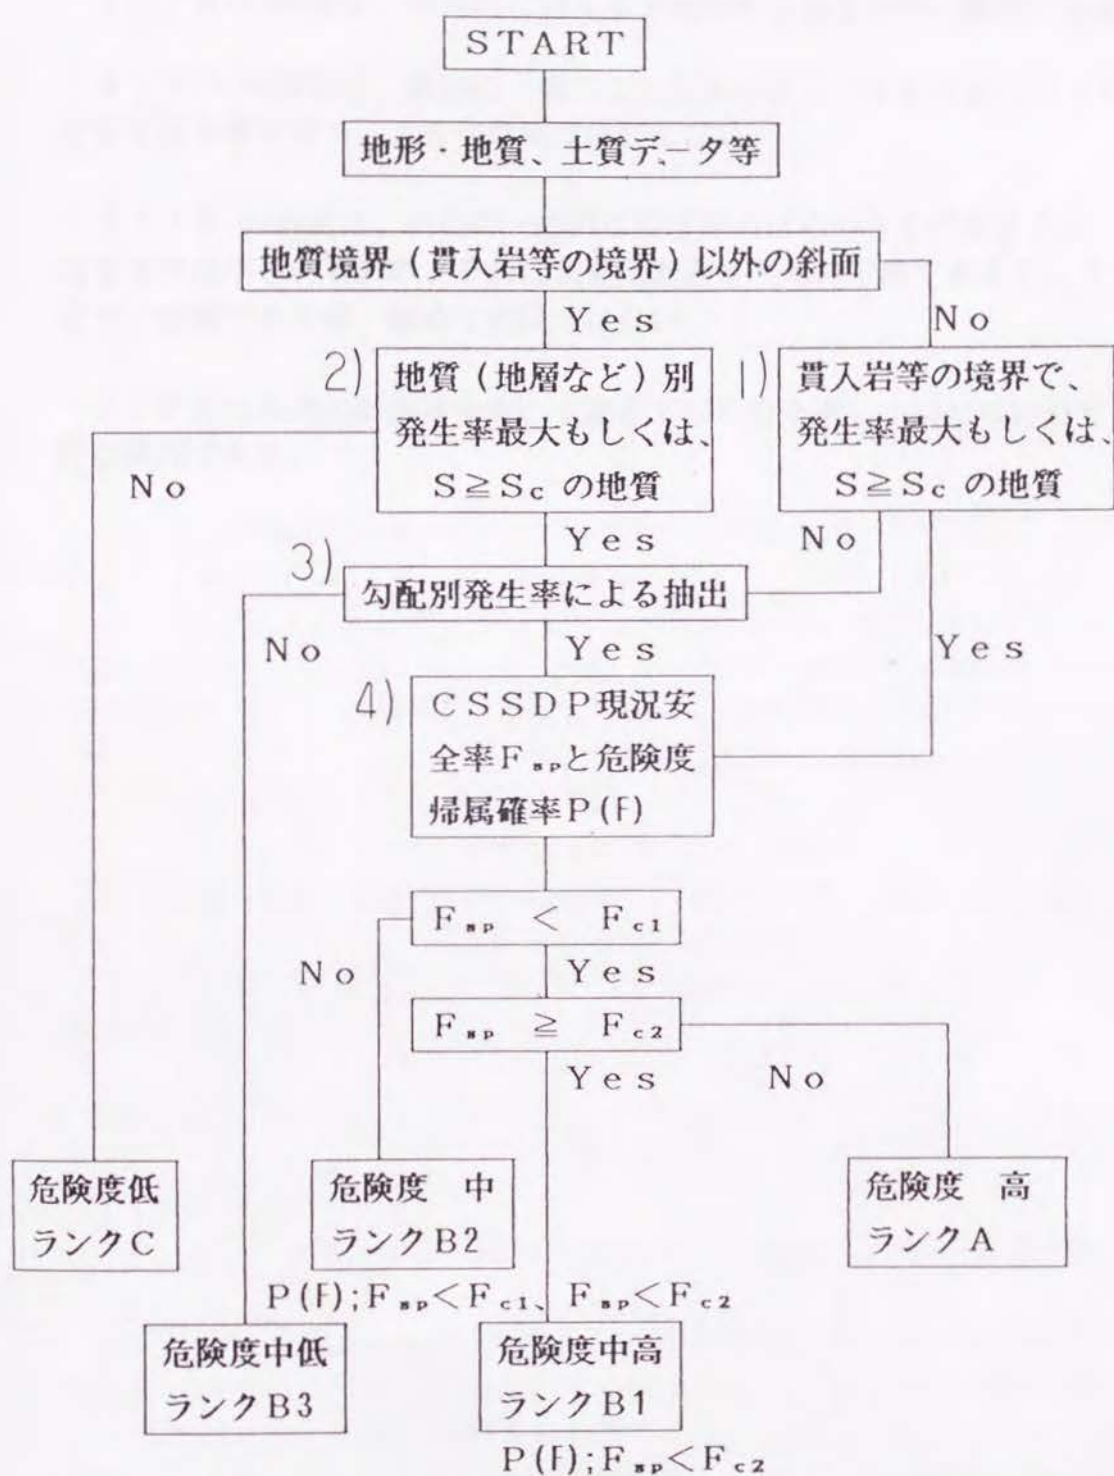 START
地形・地質、土質データ等
地質境界(貫入岩等の境界)以外の斜面
Yes
No
2)
地質(地層など)別
発生率最大もしくは、
S≧Sc の地質
1)
貫入岩等の境界で、
発生率最大もしくは、
S≧Sc の地質
No
Yes
No
3)
勾配別発生率による抽出
No
Yes
Yes
4)
CSSDP現況安
全率Fspと危険度
帰属確率P(F)
Fsp < Fc1
No
Yes
Fsp ≧ Fc2
Yes
No
危険度低
ランクC
危険度 中
ランクB2
危険度 高
ランクA
P(F);Fsp<Fc1、Fsp<Fc2
危険度中低
ランクB3
危険度中高
ランクB1
P(F);Fsp<Fc2